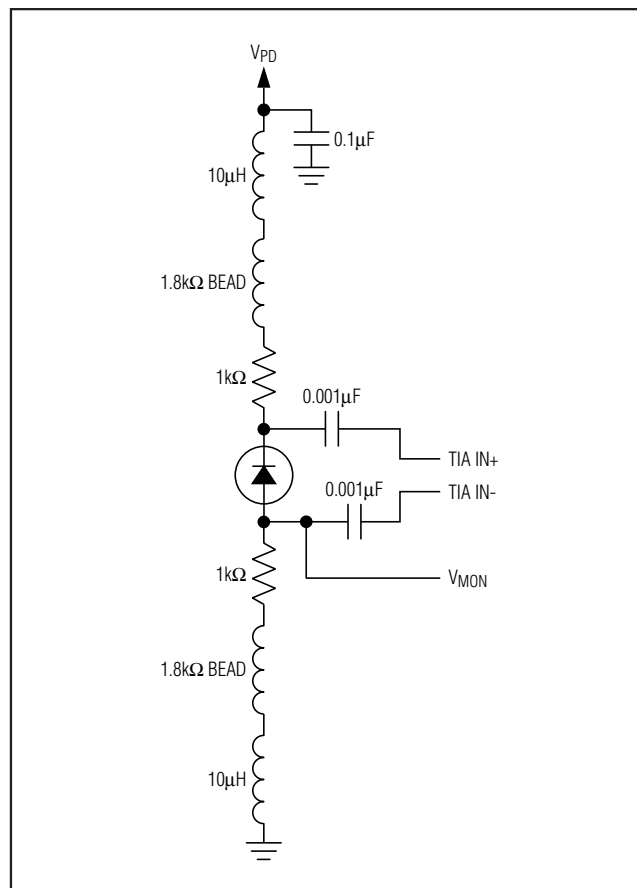 VPD
0.1μF
10μH
1.8kΩ BEAD
1kΩ
0.001μF
TIA IN+
0.001μF
TIA IN-
1kΩ
VMON
1.8kΩ BEAD
10μH